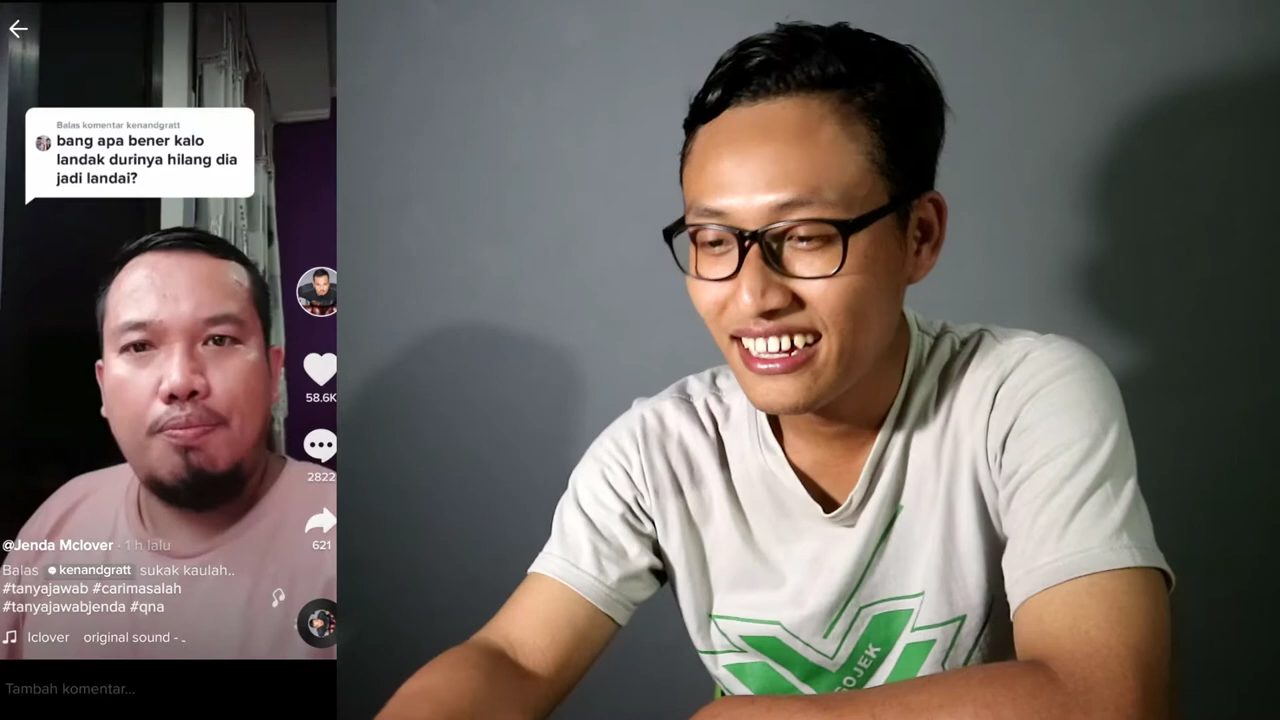 Balas komentar kenandgratt
bang apa bener kalo
landak durinya hilang dia
jadi landai?
58.6K
2822
621
@Jenda Mclover · 1 h lalu
Balas kenandgratt sukak kaulah..
#tanyajawab #carimasalah
#tanyajawabjenda #qna
lclover original sound - .
Tambah komentar...
GOJEK